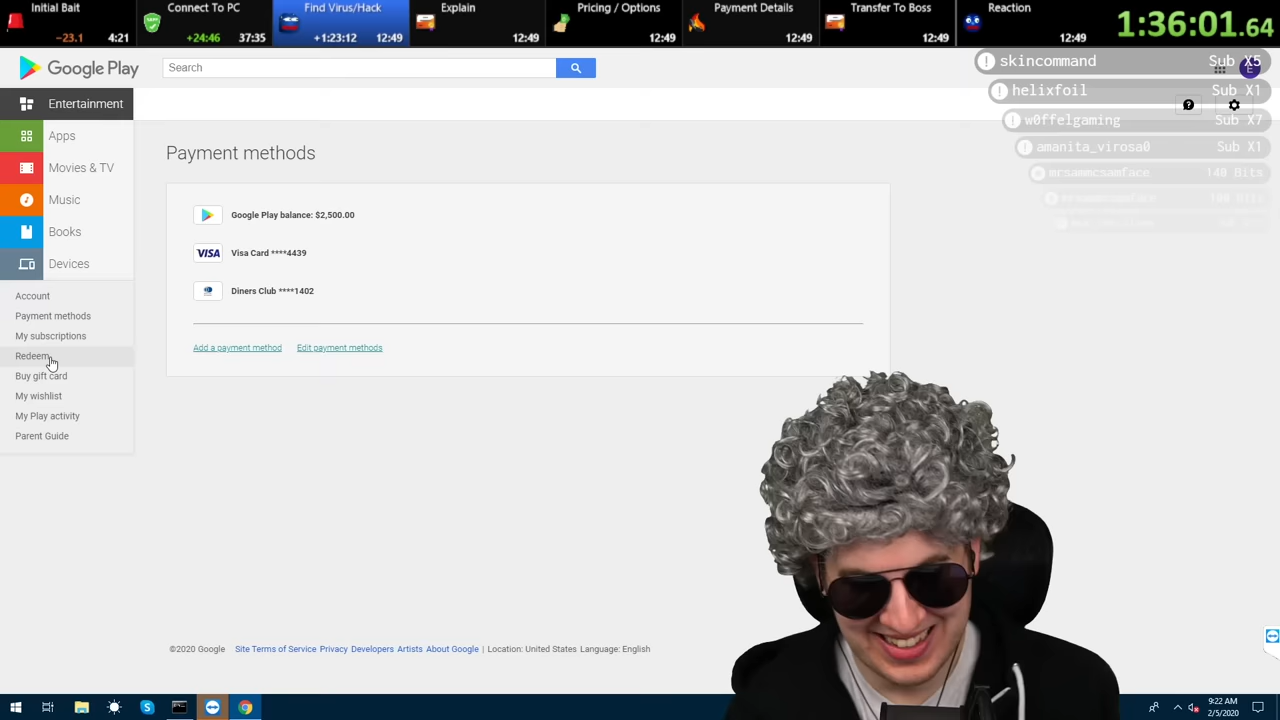 Initial Bait
-23.1 4:21
Connect To PC
+24:46 37:35
Find Virus/Hack
+1:23:12 12:49
Explain
12:49
Pricing / Options
12:49
Payment Details
12:49
Transfer To Boss
12:49
Reaction
12:49
1:36:01.64
Google Play
Search
E
skincommand Sub X5
helixfoil Sub X1
w0ffelgaming Sub X7
amanita_virosa0 Sub X1
mrsammcsamface 140 Bits
mrsammcsamface 100 Bits
Entertainment
Apps
Movies & TV
Music
Books
Devices
Account
Payment methods
My subscriptions
Redeem
Buy gift card
My wishlist
My Play activity
Parent Guide
Payment methods
Google Play balance: $2,500.00
VISA Visa Card ****4439
Diners Club ****1402
Add a payment method Edit payment methods
©2020 Google Site Terms of Service Privacy Developers Artists About Google | Location: United States Language: English
9:22 AM
2/5/2020